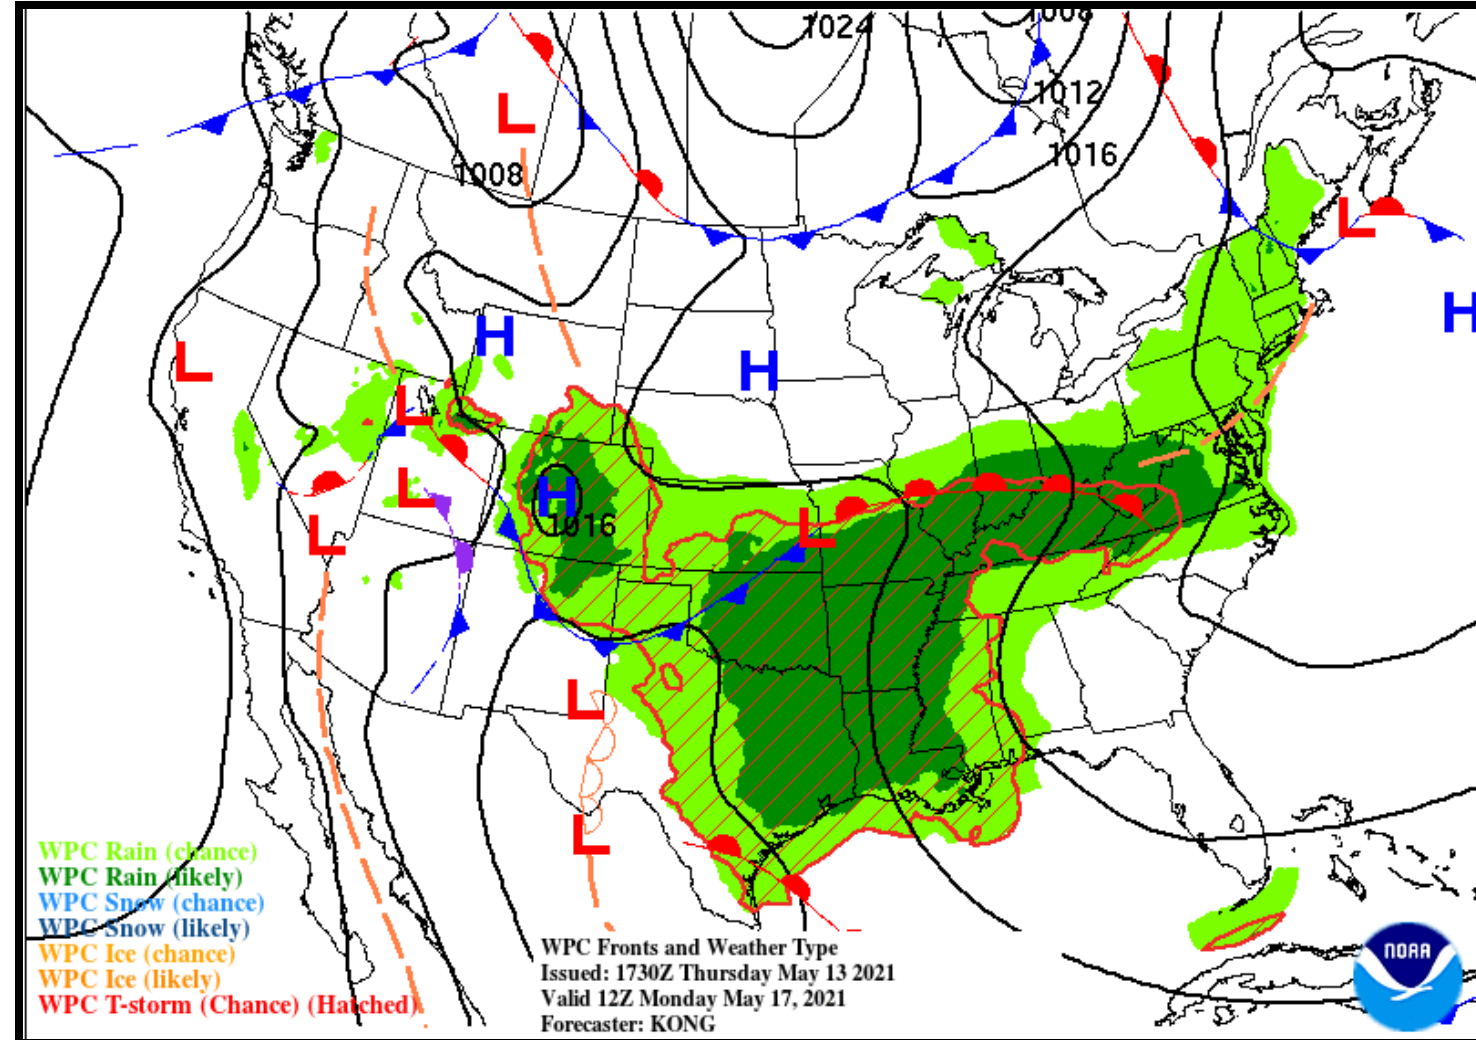 1024
1008
1012
1016
1008
L
L
H
H
H
L
L
L
H
1016
L
L
L
L
WPC Rain (chance)
WPC Rain (likely)
WPC Snow (chance)
WPC Snow (likely)
WPC Ice (chance)
WPC Ice (likely)
WPC T-storm (Chance) (Hatched)
WPC Fronts and Weather Type
Issued: 1730Z Thursday May 13 2021
Valid 12Z Monday May 17, 2021
Forecaster: KONG
NOAA